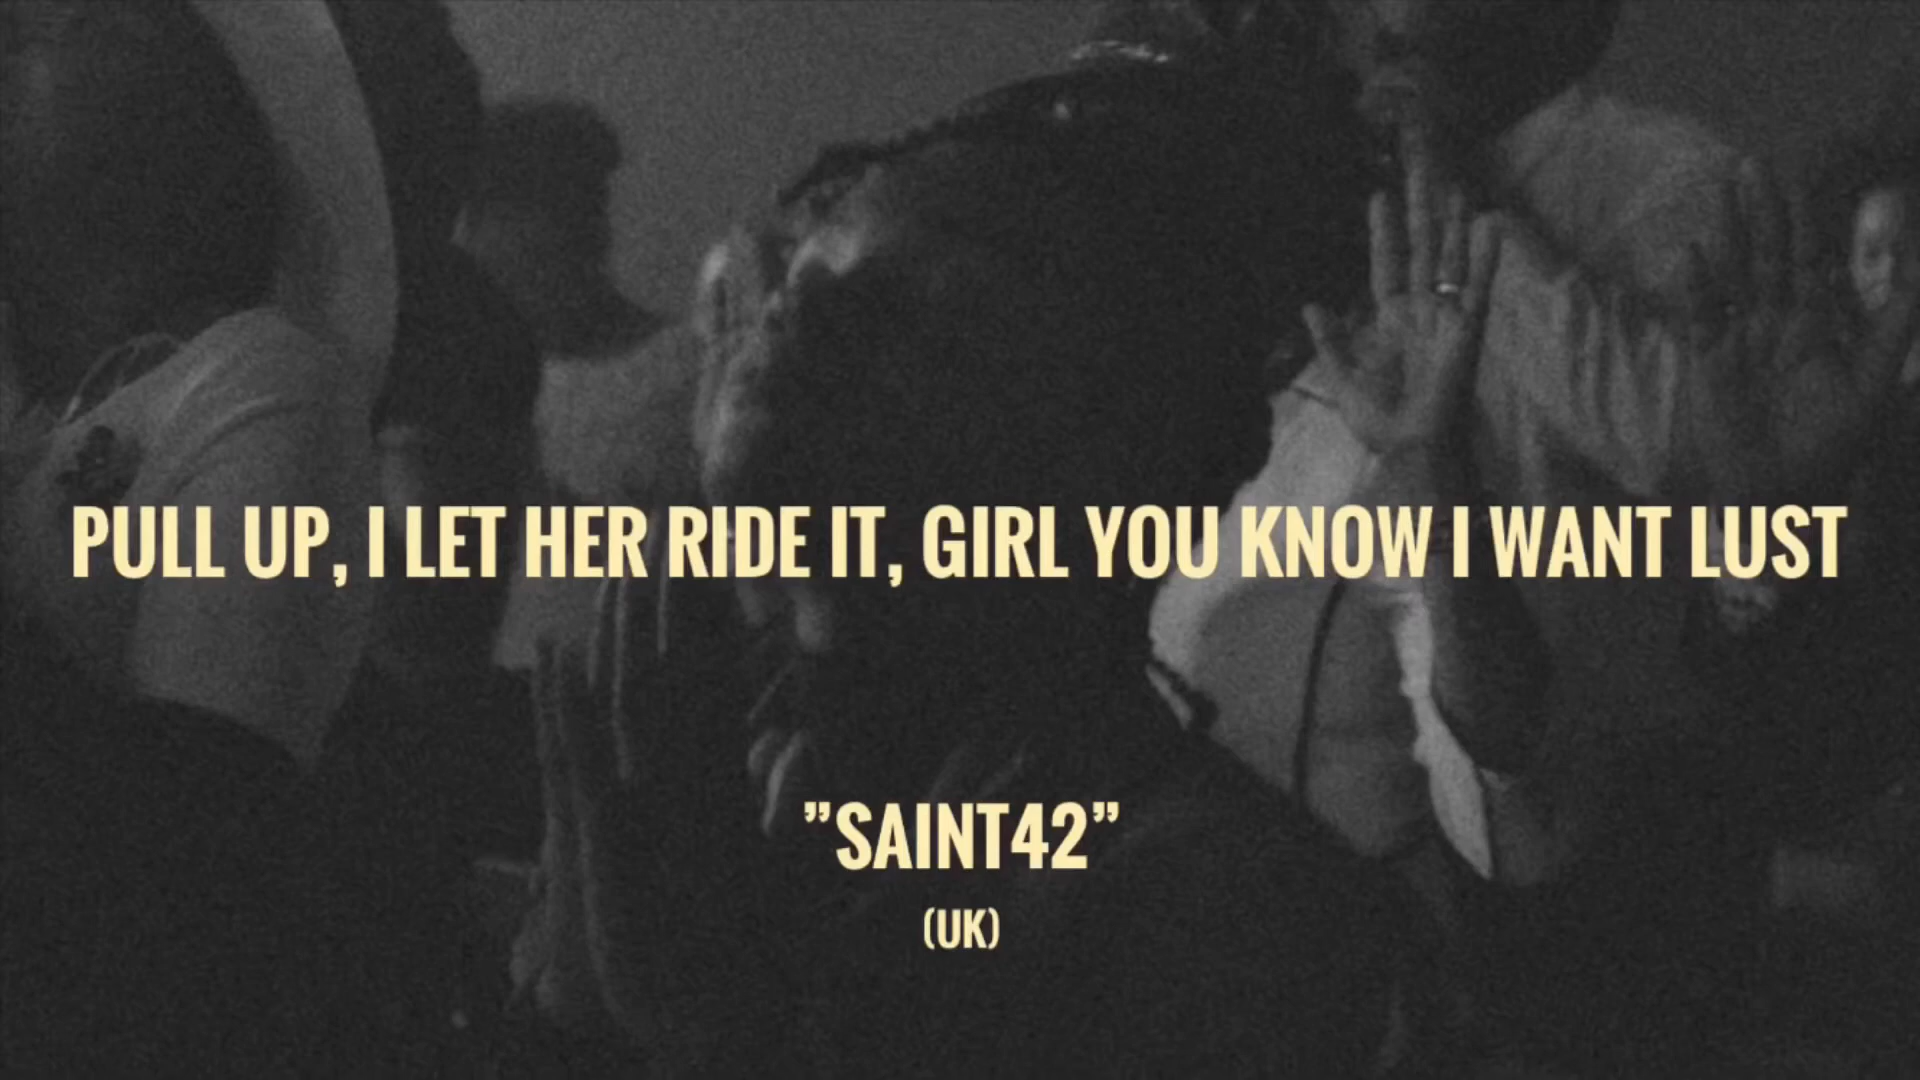 PULL UP, I LET HER RIDE IT, GIRL YOU KNOW I WANT LUST
”SAINT42”
(UK)